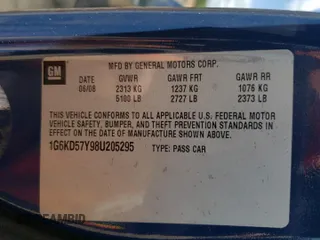 GM
MFD BY GENERAL MOTORS CORP.
DATE GVWR GAWR FRT GAWR RR
06/08 2313 KG 1237 KG 1076 KG
5100 LB 2727 LB 2373 LB
THIS VEHICLE CONFORMS TO ALL APPLICABLE U.S. FEDERAL MOTOR
VEHICLE SAFETY, BUMPER, AND THEFT PREVENTION STANDARDS IN
EFFECT ON THE DATE OF MANUFACTURE SHOWN ABOVE.
1G6KD57Y98U205295 TYPE: PASS CAR